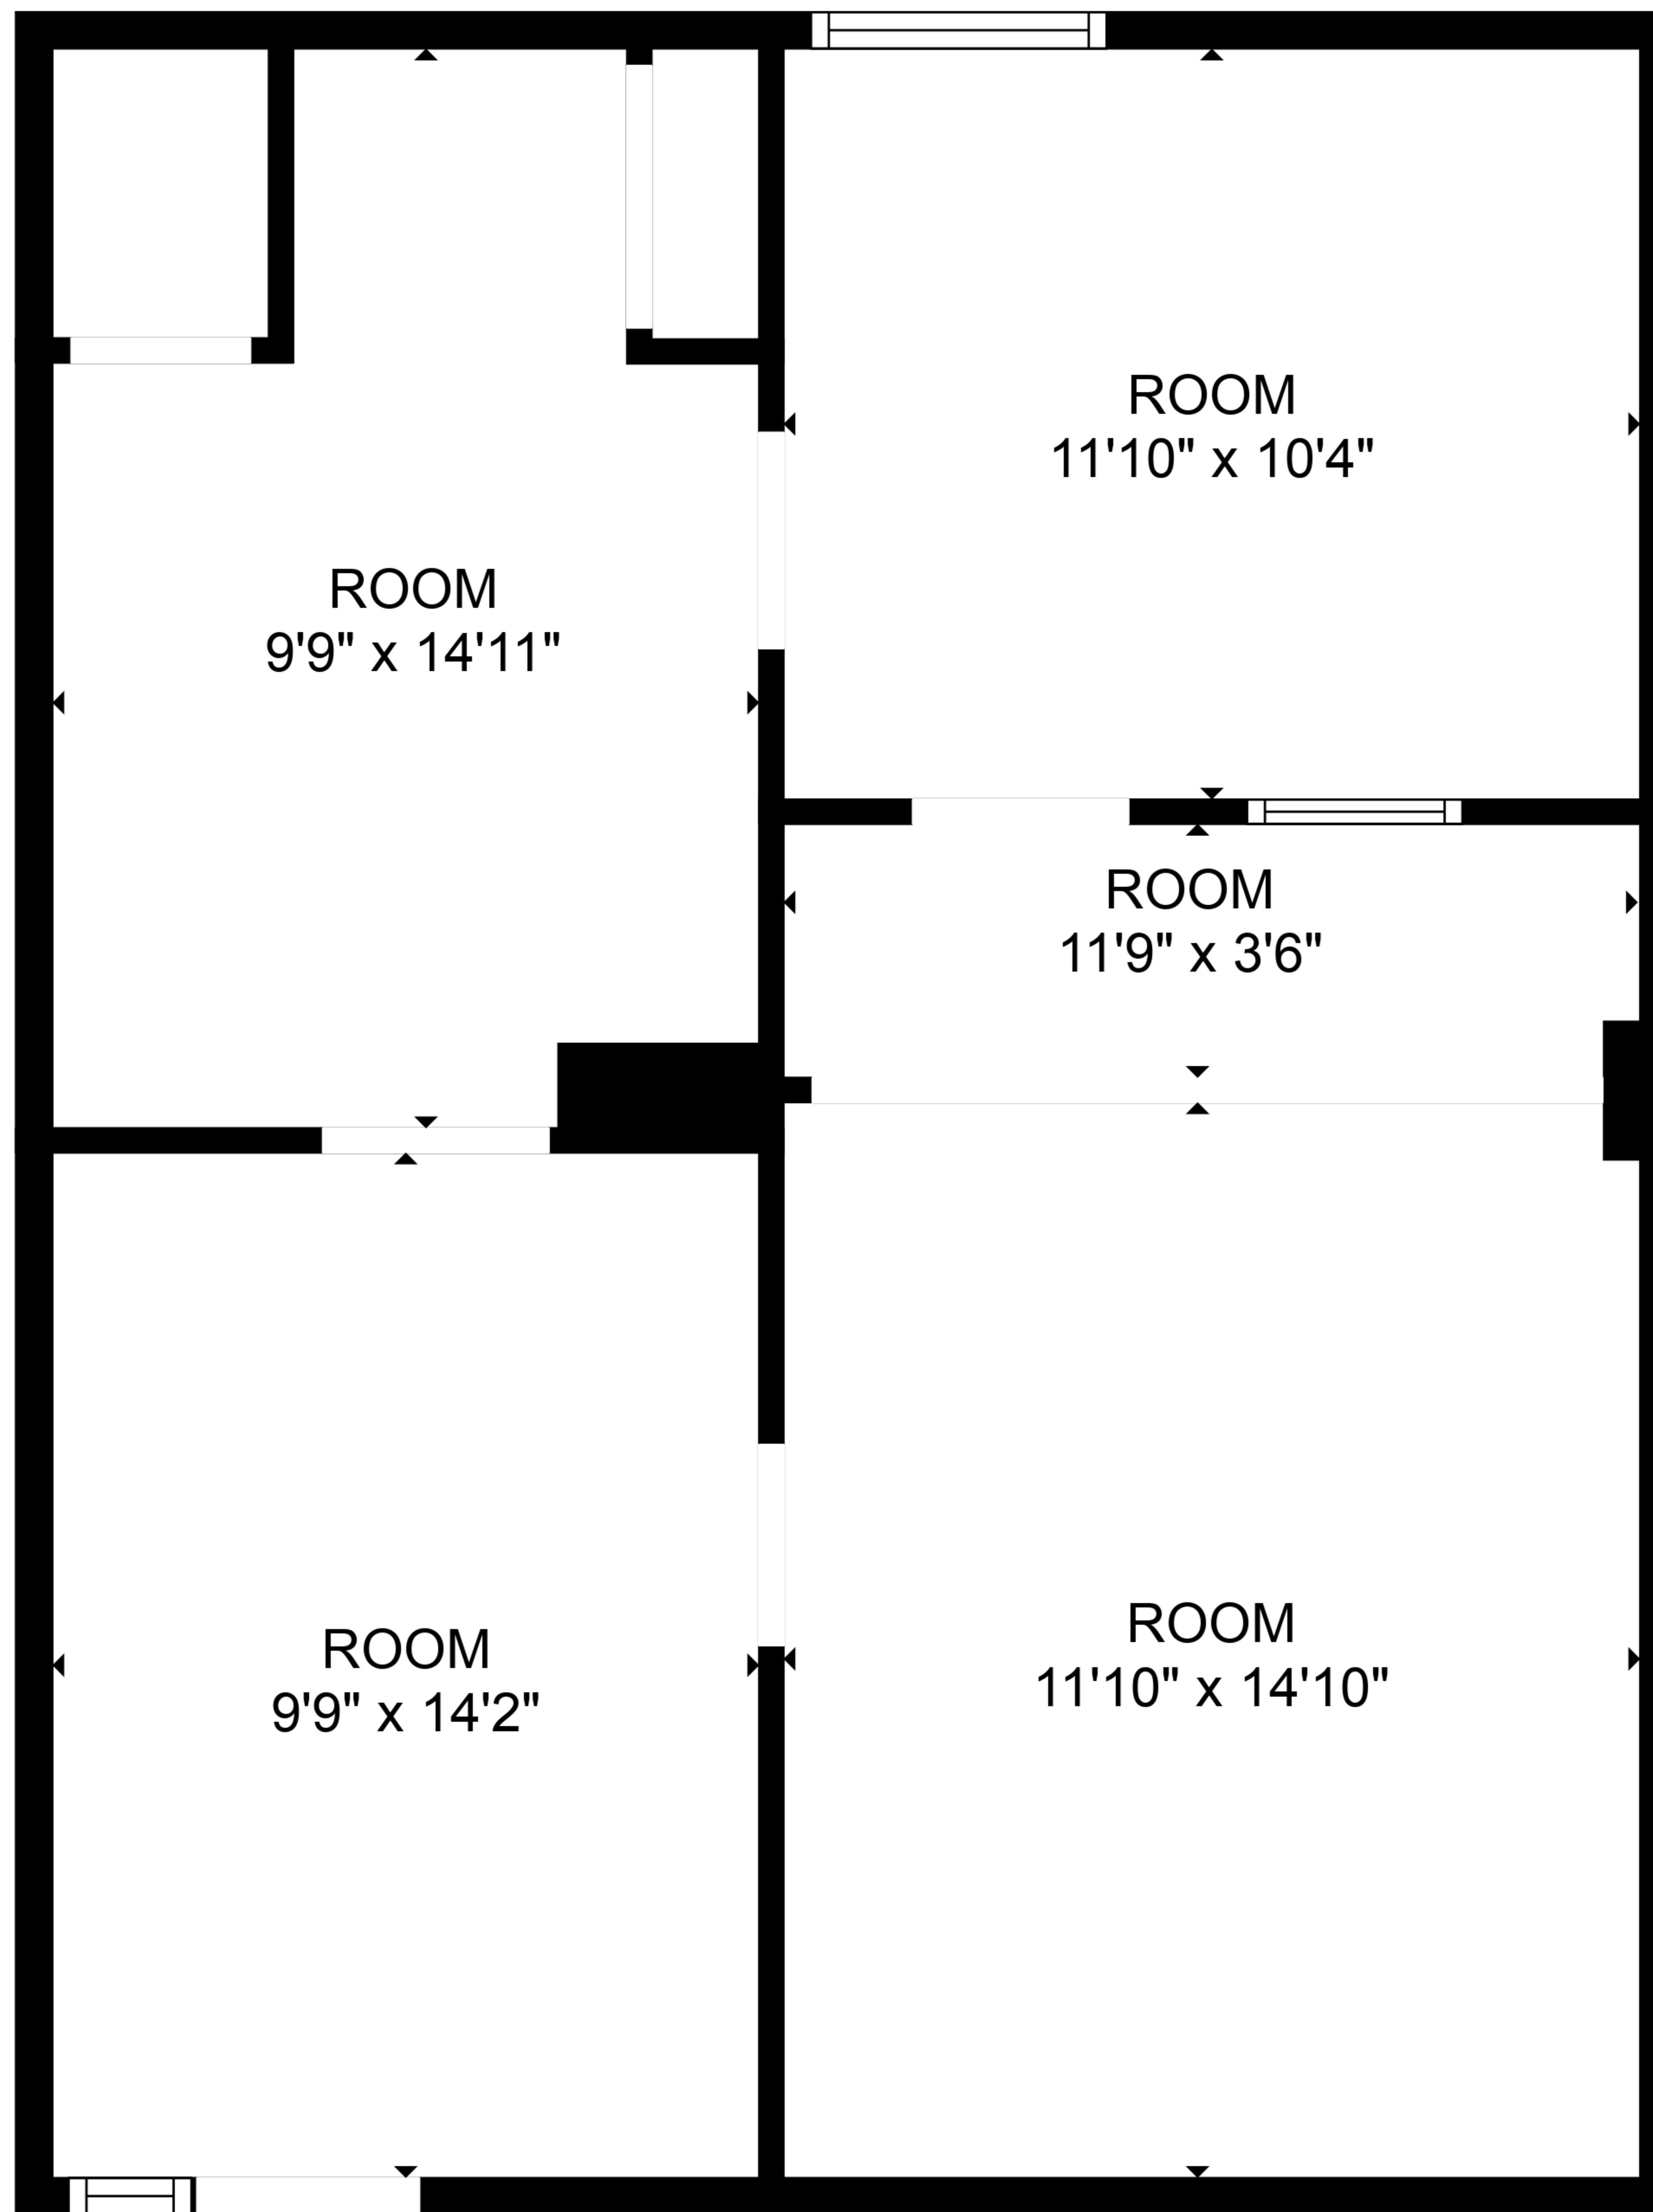 ROOM
11'10" x 10'4"
ROOM
9'9" x 14'11"
ROOM
11'9" x 3'6"
ROOM
11'10" x 14'10"
ROOM
9'9" x 14'2"